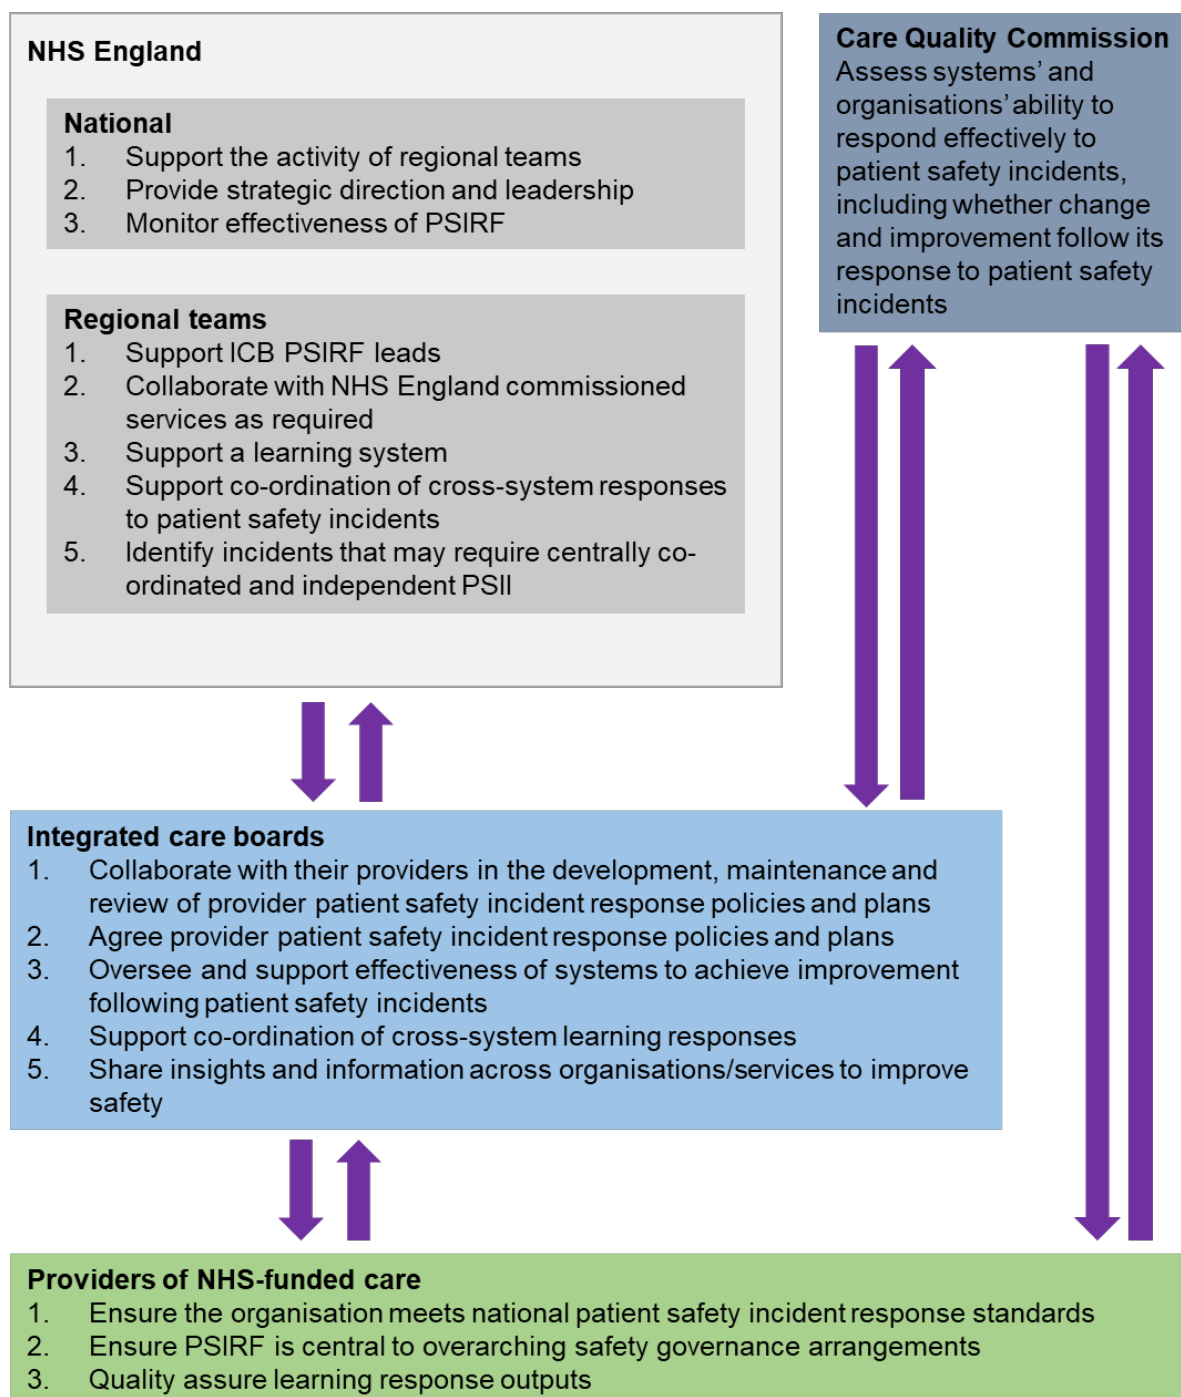 NHS England
National
1. Support the activity of regional teams
2. Provide strategic direction and leadership
3. Monitor effectiveness of PSIRF
Regional teams
1. Support ICB PSIRF leads
2. Collaborate with NHS England commissioned
services as required
3. Support a learning system
4. Support co-ordination of cross-system responses
to patient safety incidents
5. Identify incidents that may require centrally co-
ordinated and independent PSII
Care Quality Commission
Assess systems’ and
organisations’ ability to
respond effectively to
patient safety incidents,
including whether change
and improvement follow its
response to patient safety
incidents
Integrated care boards
1. Collaborate with their providers in the development, maintenance and
review of provider patient safety incident response policies and plans
2. Agree provider patient safety incident response policies and plans
3. Oversee and support effectiveness of systems to achieve improvement
following patient safety incidents
4. Support co-ordination of cross-system learning responses
5. Share insights and information across organisations/services to improve
safety
Providers of NHS-funded care
1. Ensure the organisation meets national patient safety incident response standards
2. Ensure PSIRF is central to overarching safety governance arrangements
3. Quality assure learning response outputs